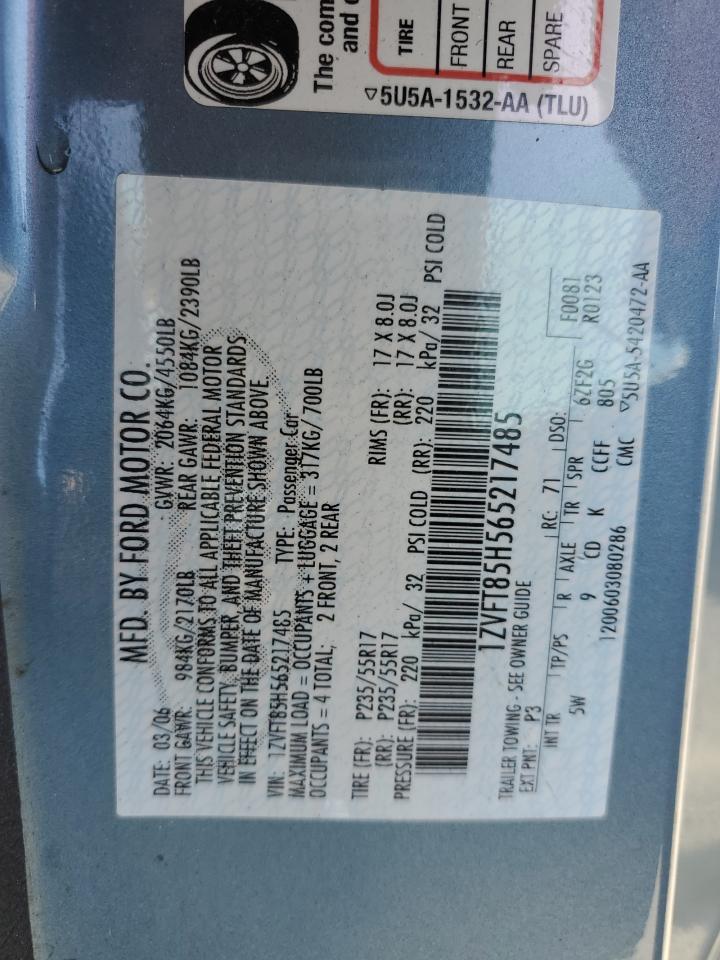 The com
and c
TIRE
FRONT
REAR
SPARE
▽5U5A-1532-AA (TLU)
MFD. BY FORD MOTOR CO.
DATE: 03/06 GVWR: 2064KG/4550LB
FRONT GAWR: 984KG/2170LB REAR GAWR: 1084KG/2390LB
THIS VEHICLE CONFORMS TO ALL APPLICABLE FEDERAL MOTOR
VEHICLE SAFETY, BUMPER, AND THEFT PREVENTION STANDARDS
IN EFFECT ON THE DATE OF MANUFACTURE SHOWN ABOVE.
VIN: 1ZVFT85H565217485 TYPE: Passenger Car
MAXIMUM LOAD = OCCUPANTS + LUGGAGE = 317KG/700LB
OCCUPANTS = 4 TOTAL; 2 FRONT, 2 REAR
TIRE (FR): P235/55R17 RIMS (FR): 17 X 8.0J
(RR): P235/55R17 (RR): 17 X 8.0J
PRESSURE (FR): 220 kPa/ 32 PSI COLD (RR): 220 kPa/ 32 PSI COLD
1ZVFT85H565217485
TRAILER TOWING - SEE OWNER GUIDE
EXT PNT: P3 RC: 71 DSO: F0081
INT TR TP/PS R AXLE TR SPR 6ZF2G R0123
5W 9 CD K CCFF 805
1200603080286 CMC ▽5U5A-5420472-AA